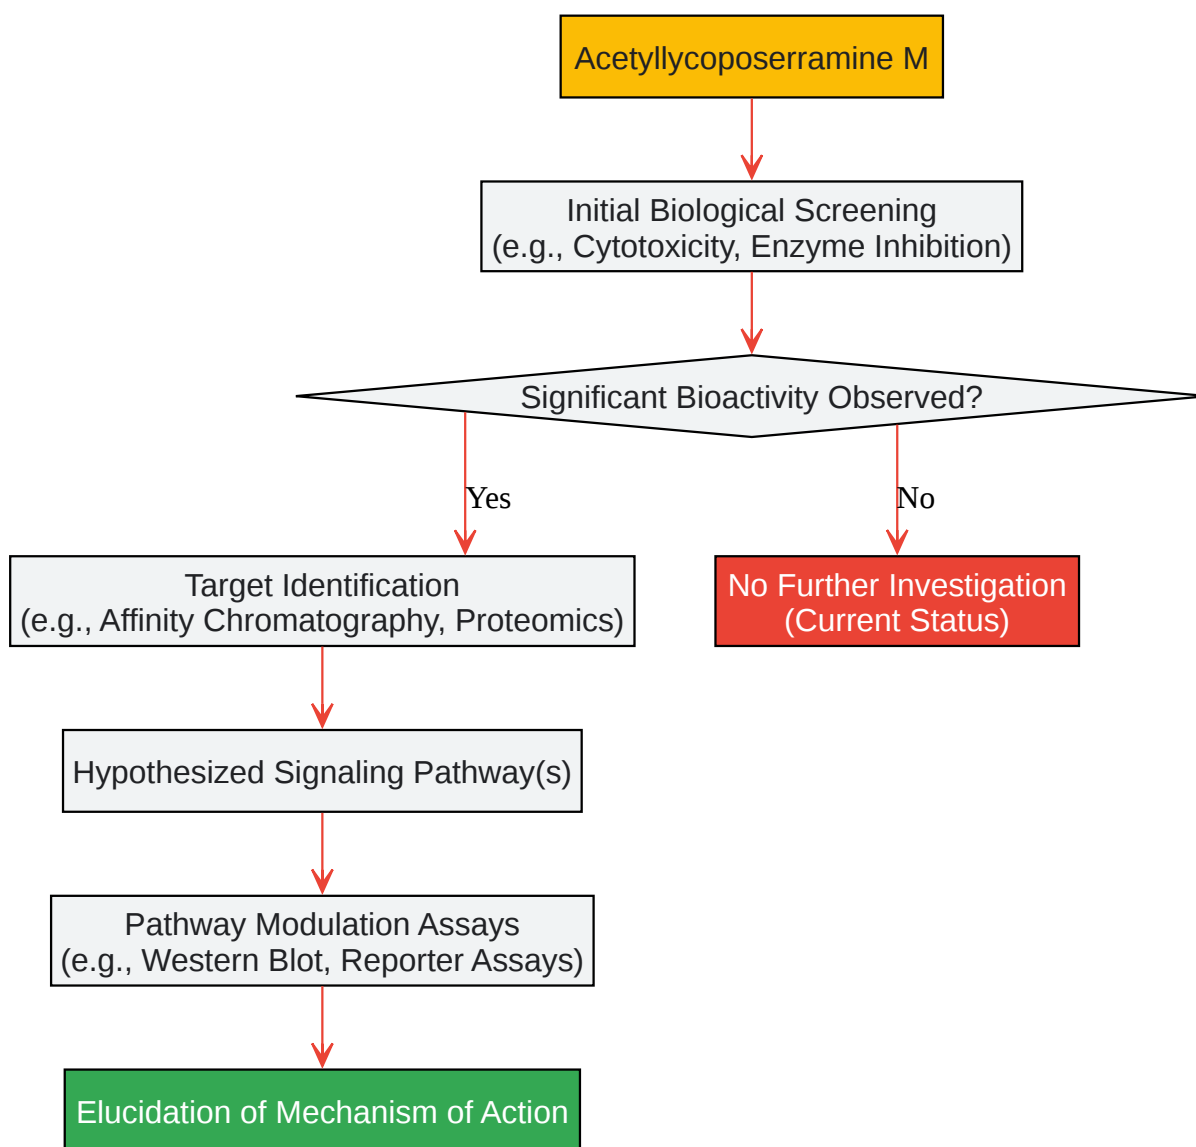 Acetyllycoposerramine M
Initial Biological Screening
(e.g., Cytotoxicity, Enzyme Inhibition)
Significant Bioactivity Observed?
Yes
No
Target Identification
(e.g., Affinity Chromatography, Proteomics)
No Further Investigation
(Current Status)
Hypothesized Signaling Pathway(s)
Pathway Modulation Assays
(e.g., Western Blot, Reporter Assays)
Elucidation of Mechanism of Action